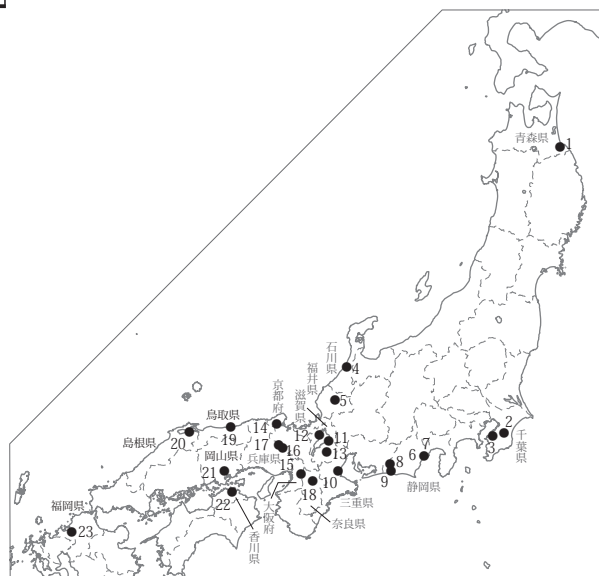 青森県
1
石川県
4
福井県
5
京都府
滋賀県
鳥取県
14
12
11
2
千葉県
3
島根県
20
19
17
16
13
7
6
8
岡山県
兵庫県
21
15
10
9
静岡県
18
三重県
22
大阪府
奈良県
福岡県
23
香川県